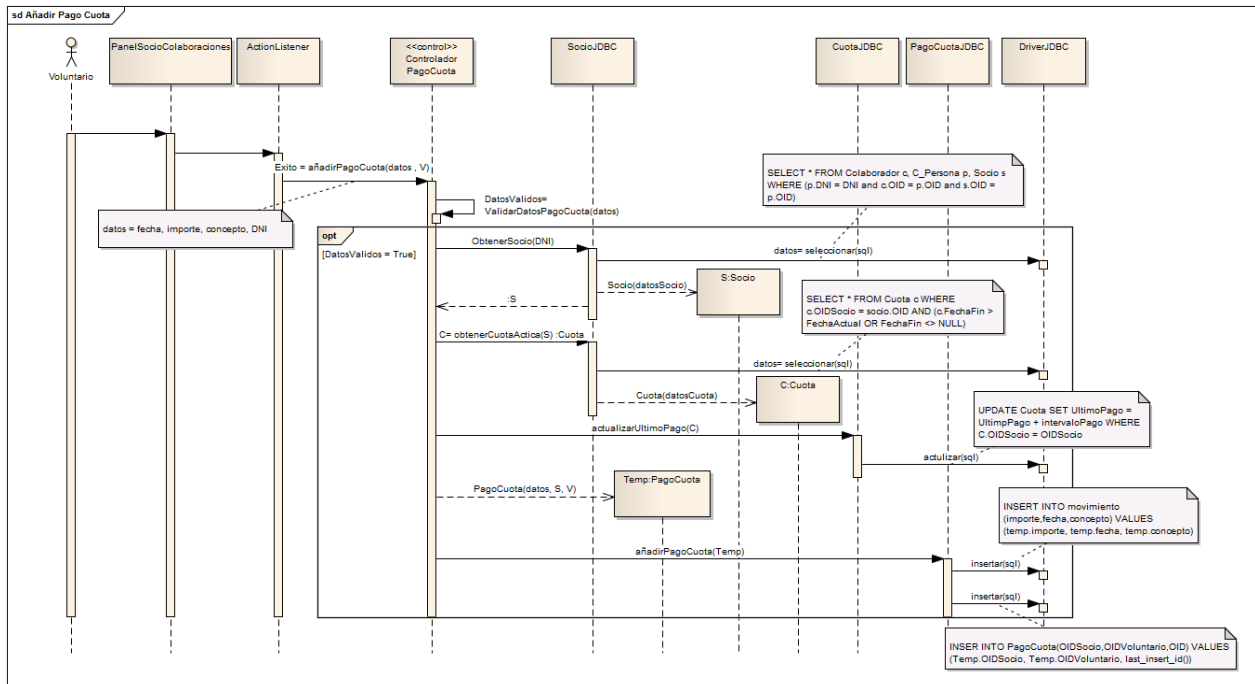 sd Añadir Pago Cuota
Voluntario
PanelSocioColaboraciones
ActionListener
<<control>>
Controlador
PagoCuota
SocioJDBC
CuotaJDBC
PagoCuotaJDBC
DriverJDBC
Exito = añadirPagoCuota(datos , V)
datos = fecha, importe, concepto, DNI
DatosValidos=
ValidarDatosPagoCuota(datos)
SELECT * FROM Colaborador c, C_Persona p, Socio s
WHERE (p.DNI = DNI and c.OID = p.OID and s.OID =
p.OID)
opt
[DatosValidos = True]
ObtenerSocio(DNI)
datos= seleccionar(sql)
Socio(datosSocio)
S:Socio
:S
SELECT * FROM Cuota c WHERE
c.OIDSocio = socio.OID AND (c.FechaFin >
FechaActual OR FechaFin <> NULL)
C= obtenerCuotaActica(S) :Cuota
datos= seleccionar(sql)
Cuota(datosCuota)
C:Cuota
UPDATE Cuota SET UltimoPago =
UltimpPago + intervaloPago WHERE
C.OIDSocio = OIDSocio
actualizarUltimoPago(C)
actulizar(sql)
PagoCuota(datos, S, V)
Temp:PagoCuota
INSERT INTO movimiento
(importe,fecha,concepto) VALUES
(temp.importe, temp.fecha, temp.concepto)
añadirPagoCuota(Temp)
insertar(sql)
insertar(sql)
INSER INTO PagoCuota(OIDSocio,OIDVoluntario,OID) VALUES
(Temp.OIDSocio, Temp.OIDVoluntario, last_insert_id())